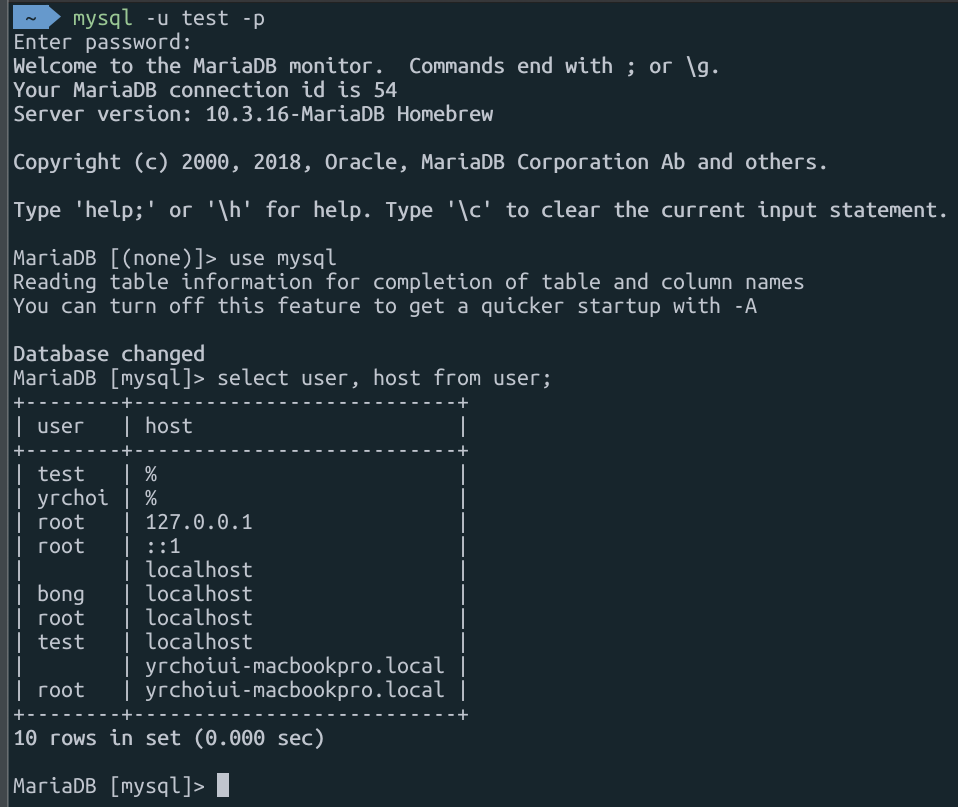 ~ mysql -u test -p
Enter password:
Welcome to the MariaDB monitor.  Commands end with ; or \g.
Your MariaDB connection id is 54
Server version: 10.3.16-MariaDB Homebrew

Copyright (c) 2000, 2018, Oracle, MariaDB Corporation Ab and others.

Type 'help;' or '\h' for help. Type '\c' to clear the current input statement.

MariaDB [(none)]> use mysql
Reading table information for completion of table and column names
You can turn off this feature to get a quicker startup with -A

Database changed
MariaDB [mysql]> select user, host from user;
+--------+---------------------------+
| user   | host                      |
+--------+---------------------------+
| test   | %                         |
| yrchoi | %                         |
| root   | 127.0.0.1                 |
| root   | ::1                       |
|        | localhost                 |
| bong   | localhost                 |
| root   | localhost                 |
| test   | localhost                 |
|        | yrchoiui-macbookpro.local |
| root   | yrchoiui-macbookpro.local |
+--------+---------------------------+
10 rows in set (0.000 sec)

MariaDB [mysql]>